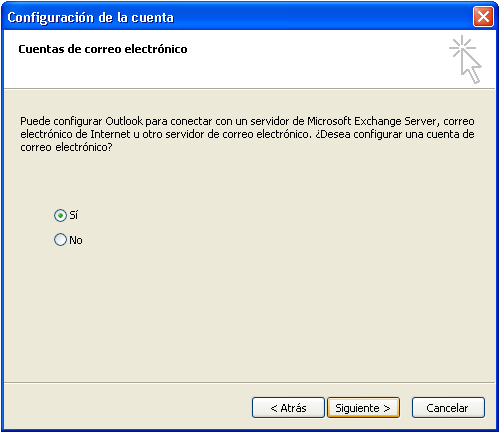 Configuración de la cuenta
Cuentas de correo electrónico
Puede configurar Outlook para conectar con un servidor de Microsoft Exchange Server, correo
electrónico de Internet u otro servidor de correo electrónico. ¿Desea configurar una cuenta de
correo electrónico?
Sí
No
< Atrás
Siguiente >
Cancelar